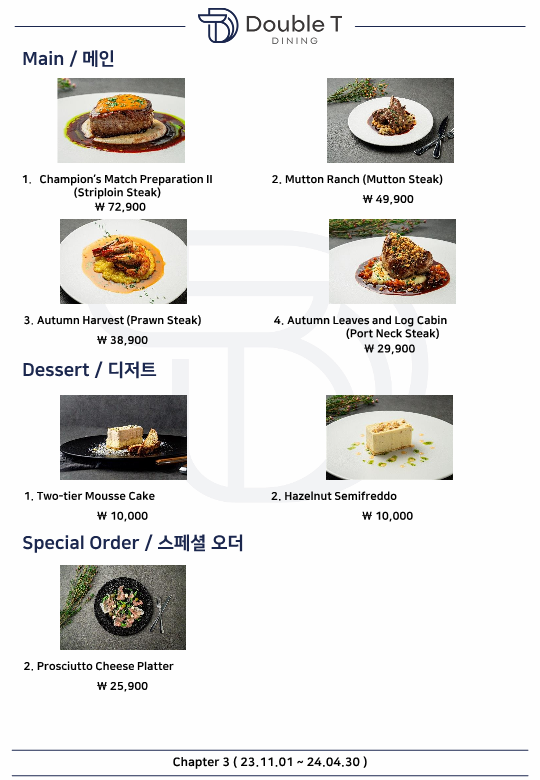 Double T
DINING
Main / 메인
1. Champion's Match Preparation II
(Striploin Steak)
₩ 72,900
2. Mutton Ranch (Mutton Steak)
₩ 49,900
3. Autumn Harvest (Prawn Steak)
₩ 38,900
4. Autumn Leaves and Log Cabin
(Port Neck Steak)
₩ 29,900
Dessert / 디저트
1. Two-tier Mousse Cake
₩ 10,000
2. Hazelnut Semifreddo
₩ 10,000
Special Order / 스페셜 오더
2. Prosciutto Cheese Platter
₩ 25,900
Chapter 3 ( 23.11.01 ~ 24.04.30 )